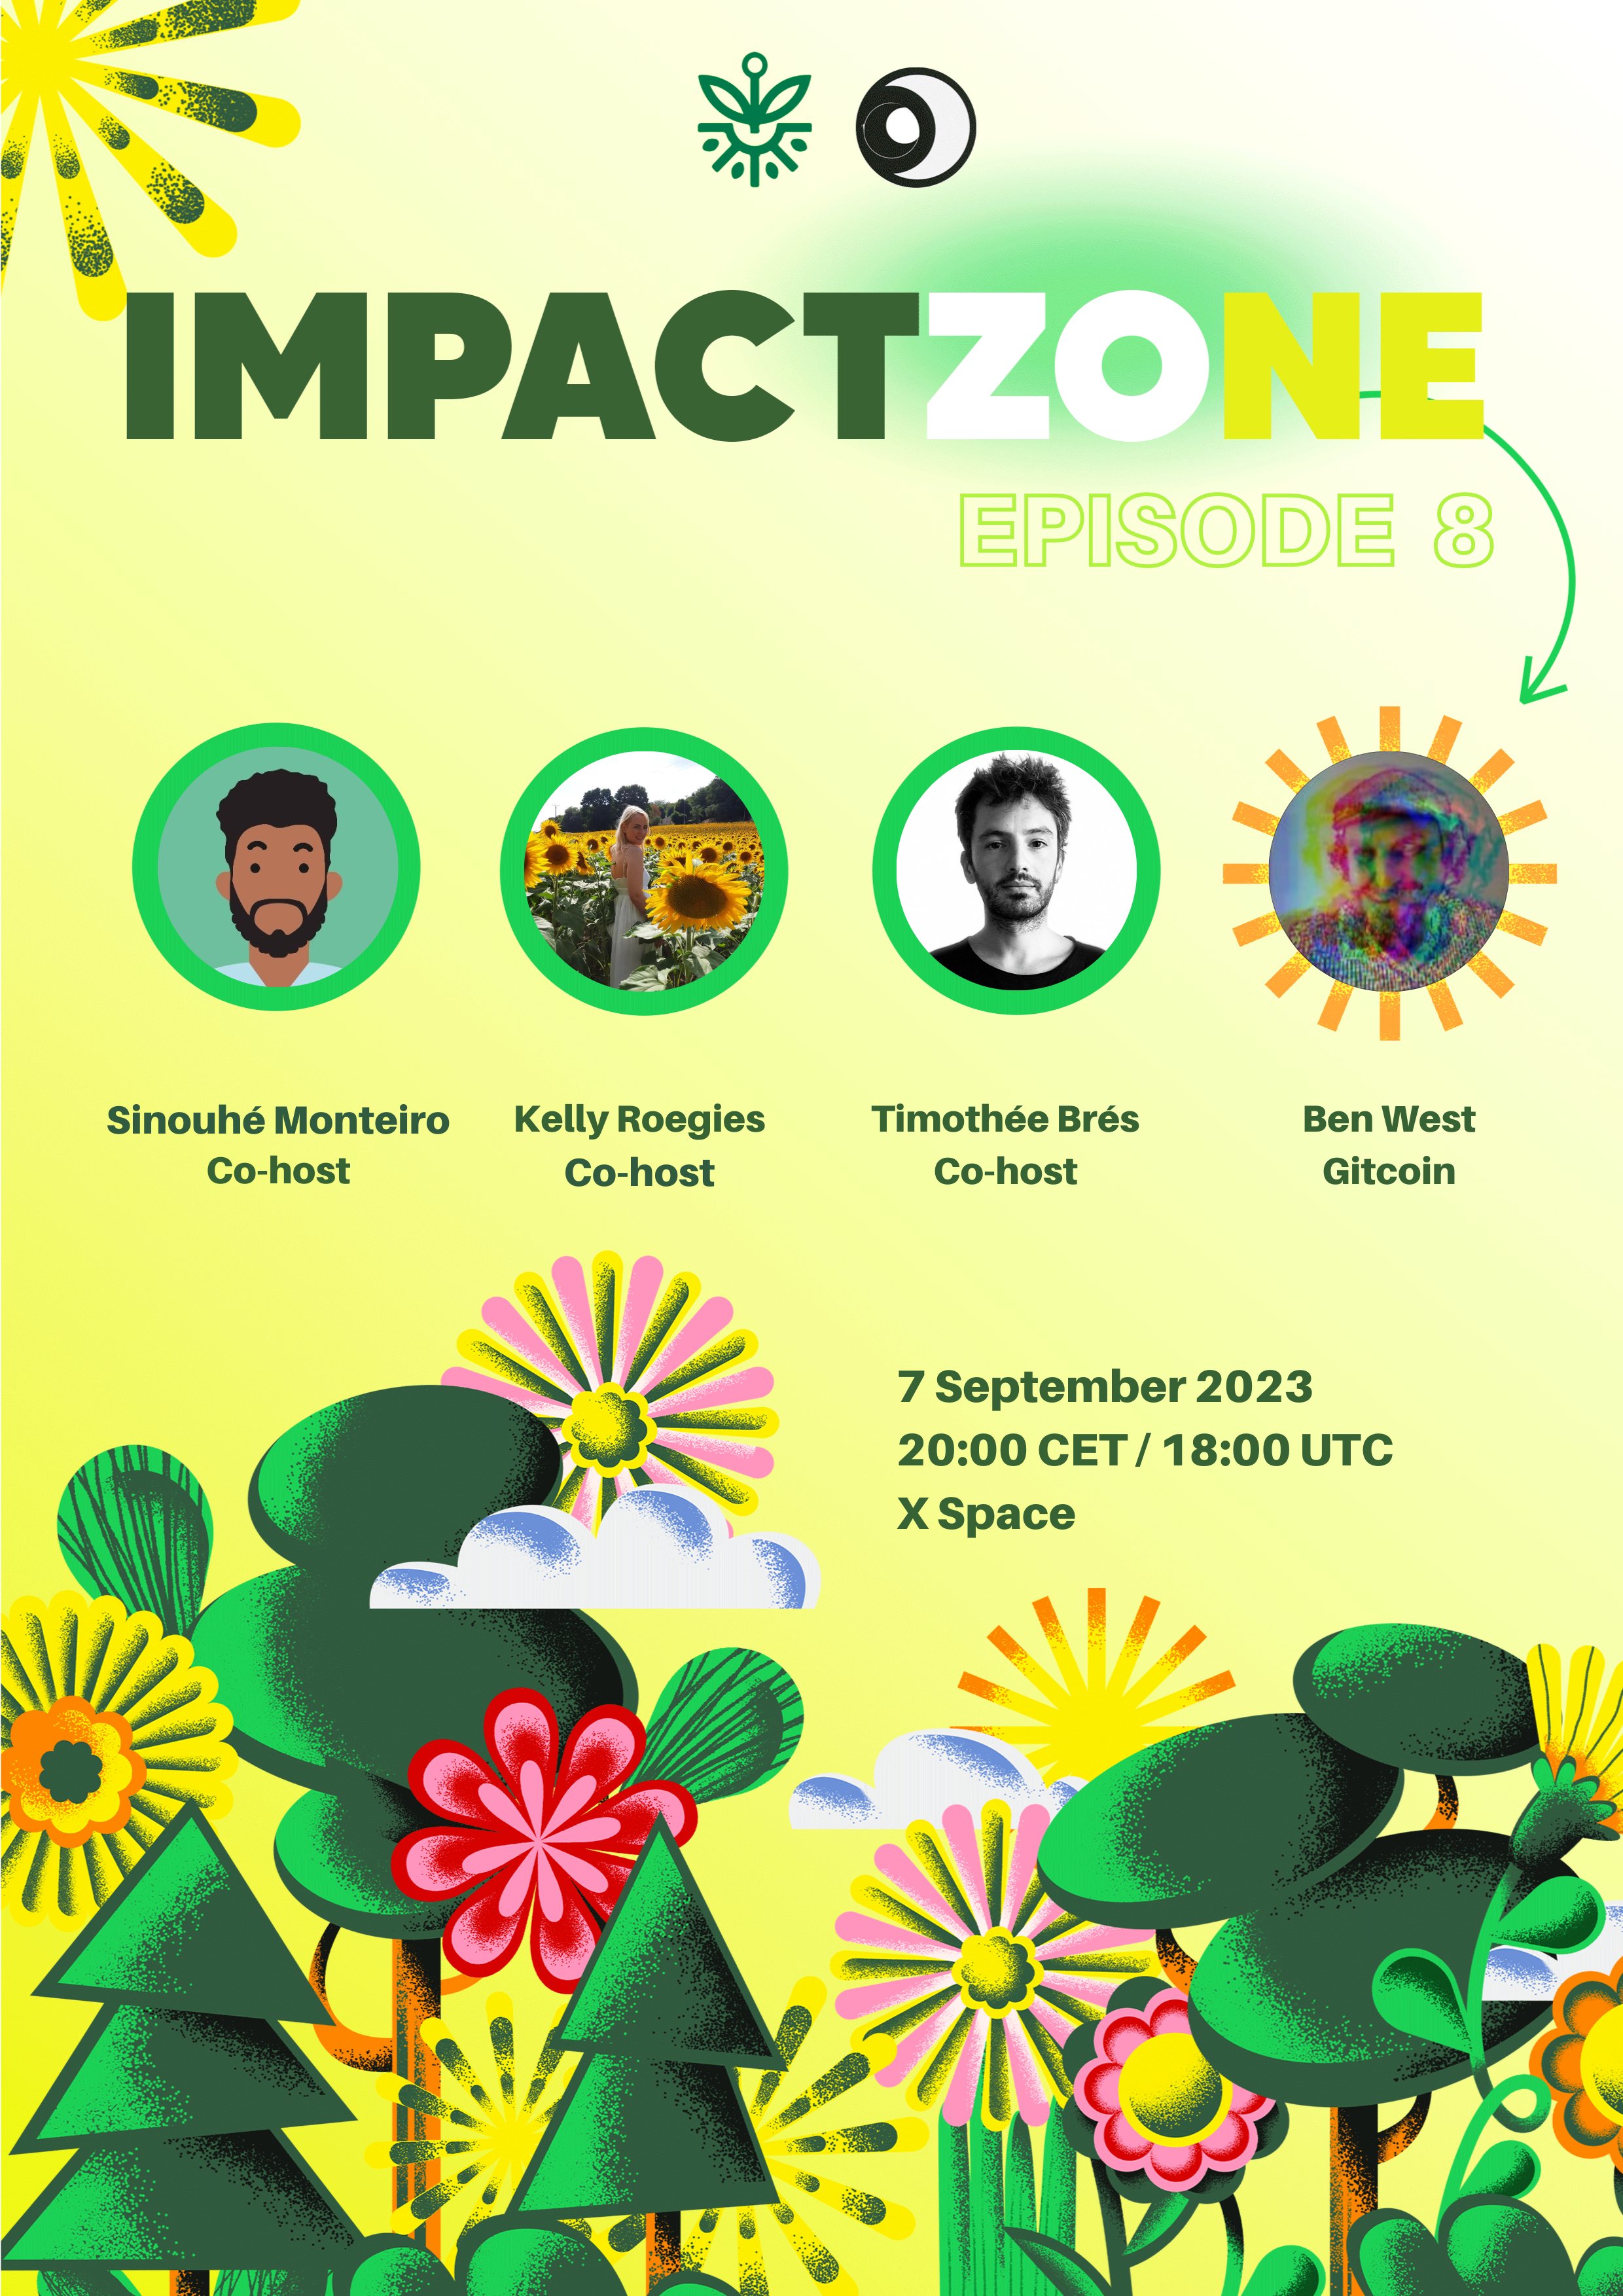 IMPACTZONE
EPISODE 8
Sinouhé Monteiro
Co-host
Kelly Roegies
Co-host
Timothée Brés
Co-host
Ben West
Gitcoin
7 September 2023
20:00 CET / 18:00 UTC
X Space